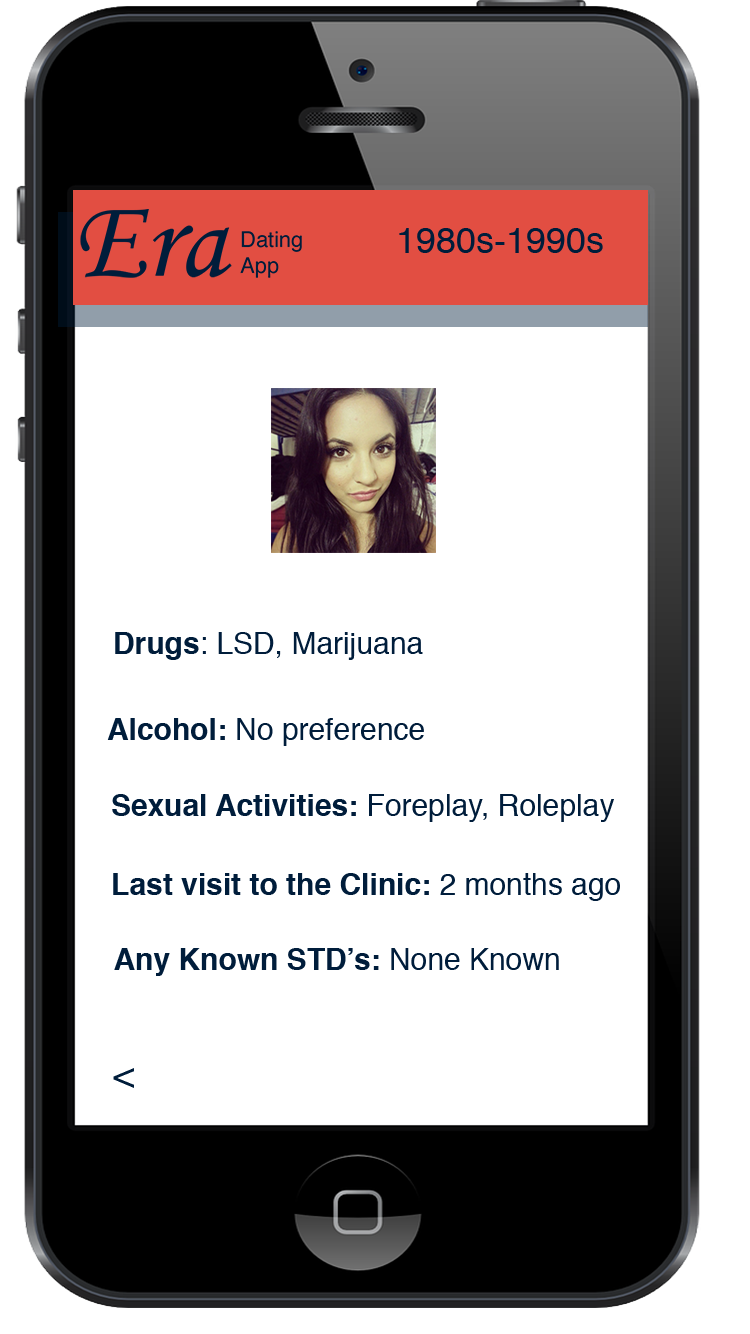 Era Dating App
1980s-1990s
Drugs: LSD, Marijuana
Alcohol: No preference
Sexual Activities: Foreplay, Roleplay
Last visit to the Clinic: 2 months ago
Any Known STD’s: None Known
<